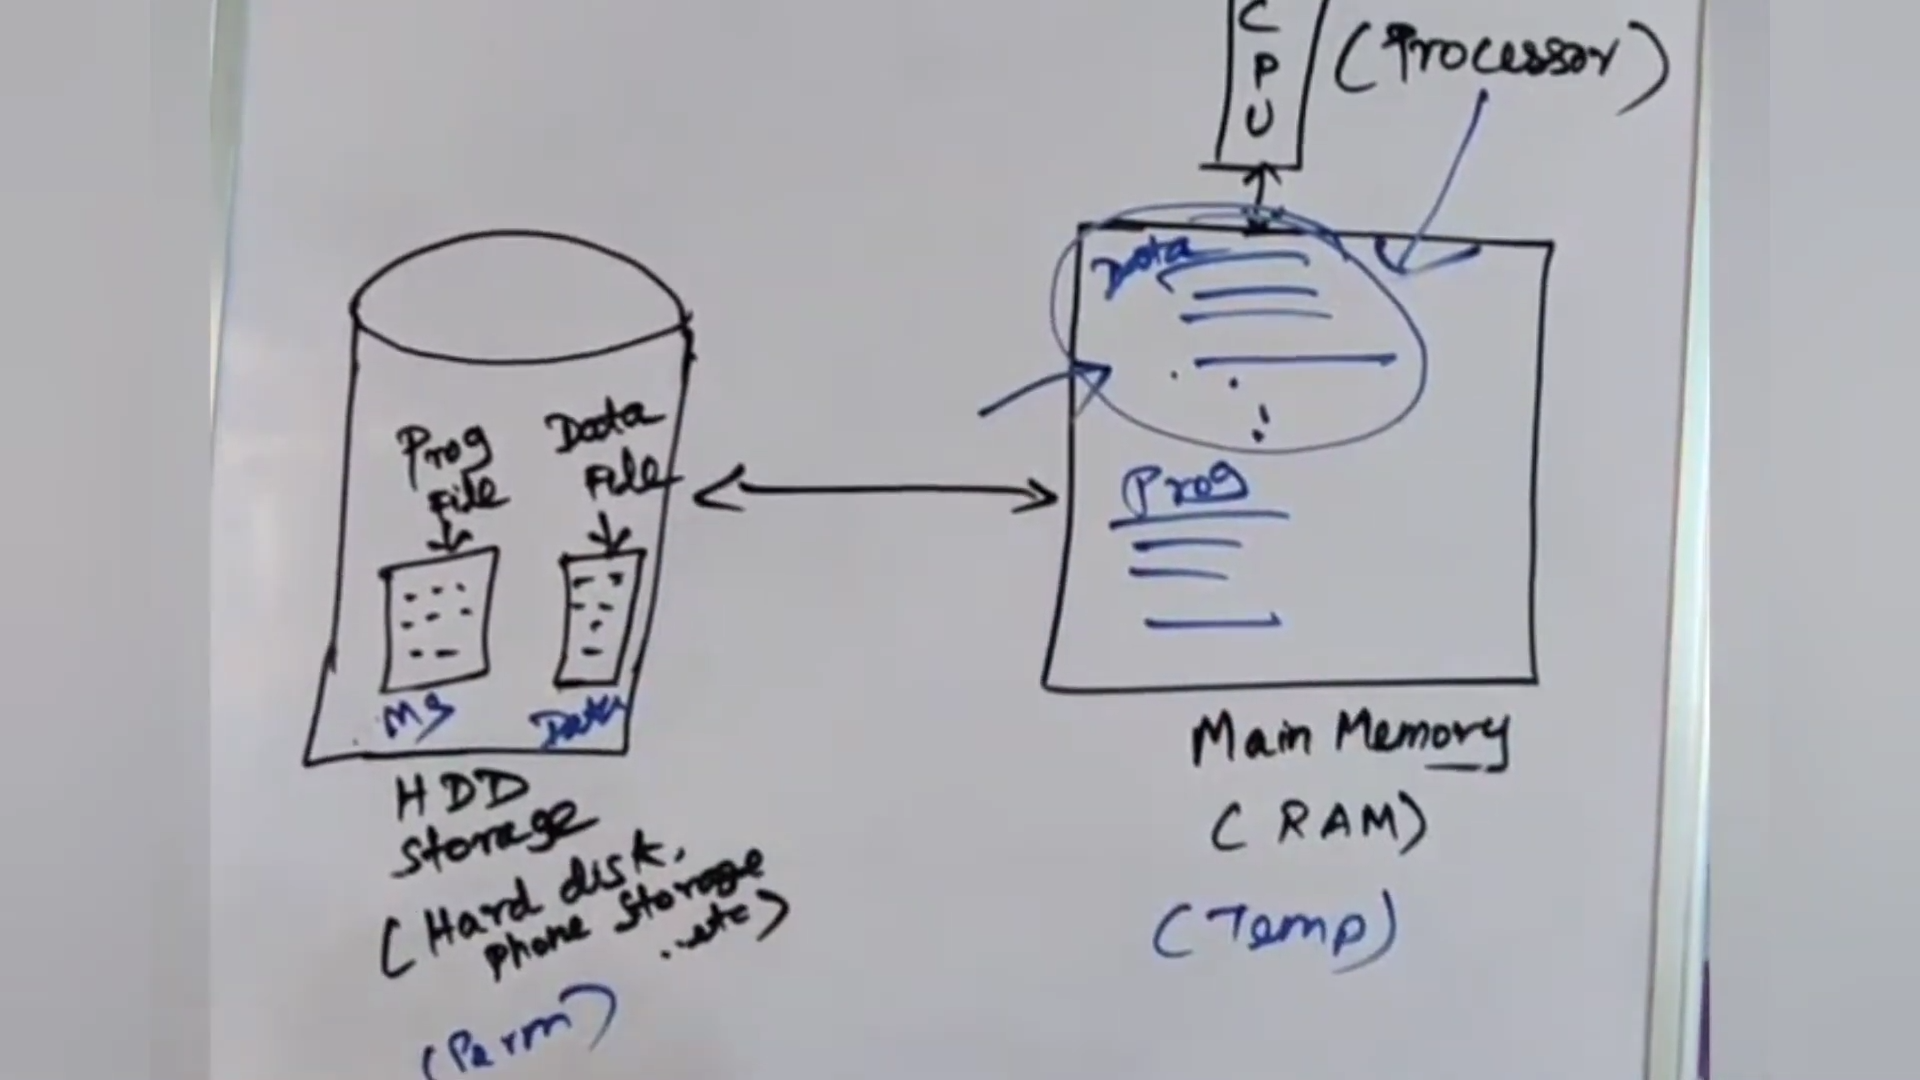 CPU
(Processor)
Data
Prog
File
Data
File
Prog
MS
Data
Main Memory
(RAM)
(Temp)
HDD
Storage
(Hard disk,
Phone Storage
..etc)
(Perm)